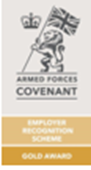 ARMED FORCES
COVENANT
EMPLOYER
RECOGNITION
SCHEME
GOLD AWARD